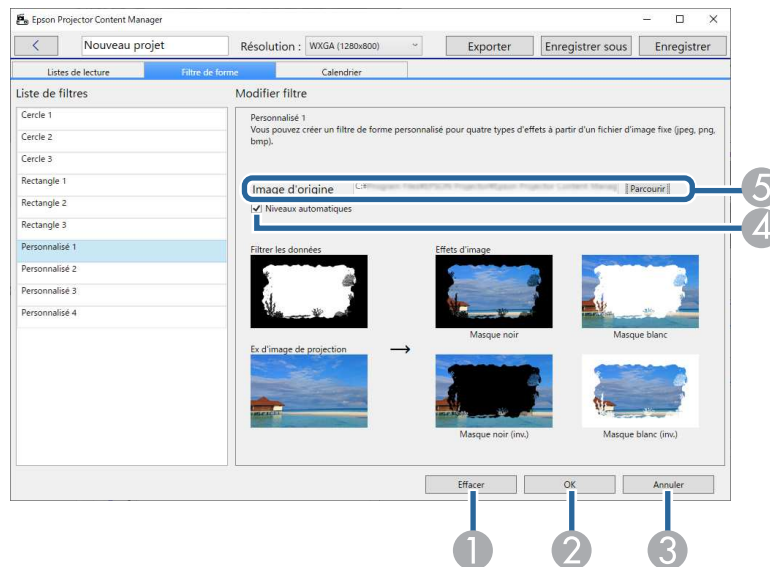 Epson Projector Content Manager
Nouveau projet
Résolution : WXGA (1280x800)
Exporter
Enregistrer sous
Enregistrer
Listes de lecture
Filtre de forme
Calendrier
Liste de filtres
Modifier filtre
Cercle 1
Cercle 2
Cercle 3
Rectangle 1
Rectangle 2
Rectangle 3
Personnalisé 1
Personnalisé 2
Personnalisé 3
Personnalisé 4
Personnalisé 1
Vous pouvez créer un filtre de forme personnalisé pour quatre types d'effets à partir d'un fichier d'image fixe (jpeg, png,
bmp).
Image d'origine
Parcourir
5
Niveaux automatiques
4
Filtrer les données
Effets d'image
Masque noir
Masque blanc
Ex d'image de projection
Masque noir (inv.)
Masque blanc (inv.)
Effacer
OK
Annuler
1
2
3